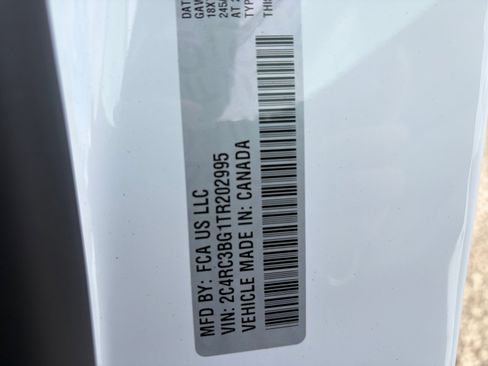 MFD BY: FCA US LLC
VIN: 2C4RC3BG1TR202995
VEHICLE MADE IN: CANADA